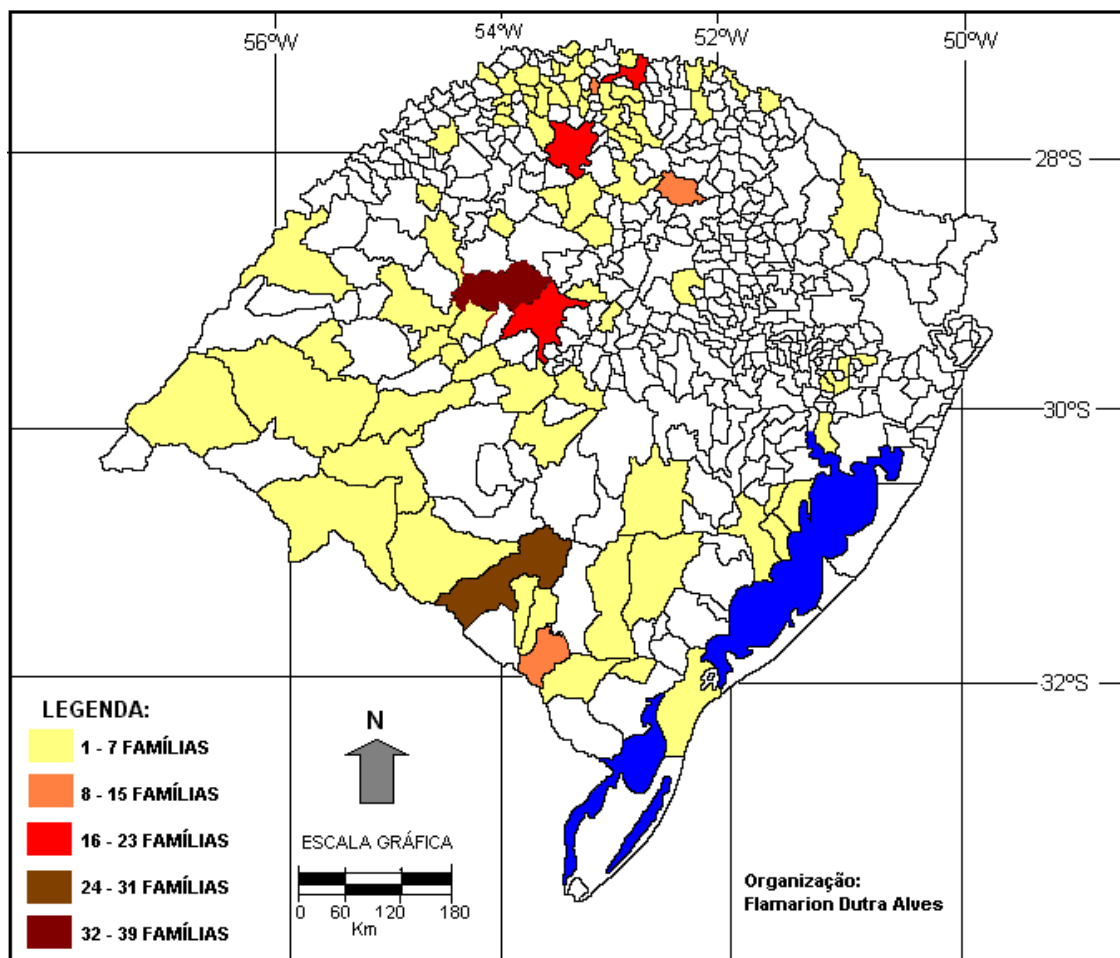 56ºW
54ºW
52ºW
50ºW
28ºS
30ºS
32ºS
LEGENDA:
1 - 7 FAMÍLIAS
8 - 15 FAMÍLIAS
16 - 23 FAMÍLIAS
24 - 31 FAMÍLIAS
32 - 39 FAMÍLIAS
N
ESCALA GRÁFICA
0 60 120 180
Km
Organização:
Flamarion Dutra Alves